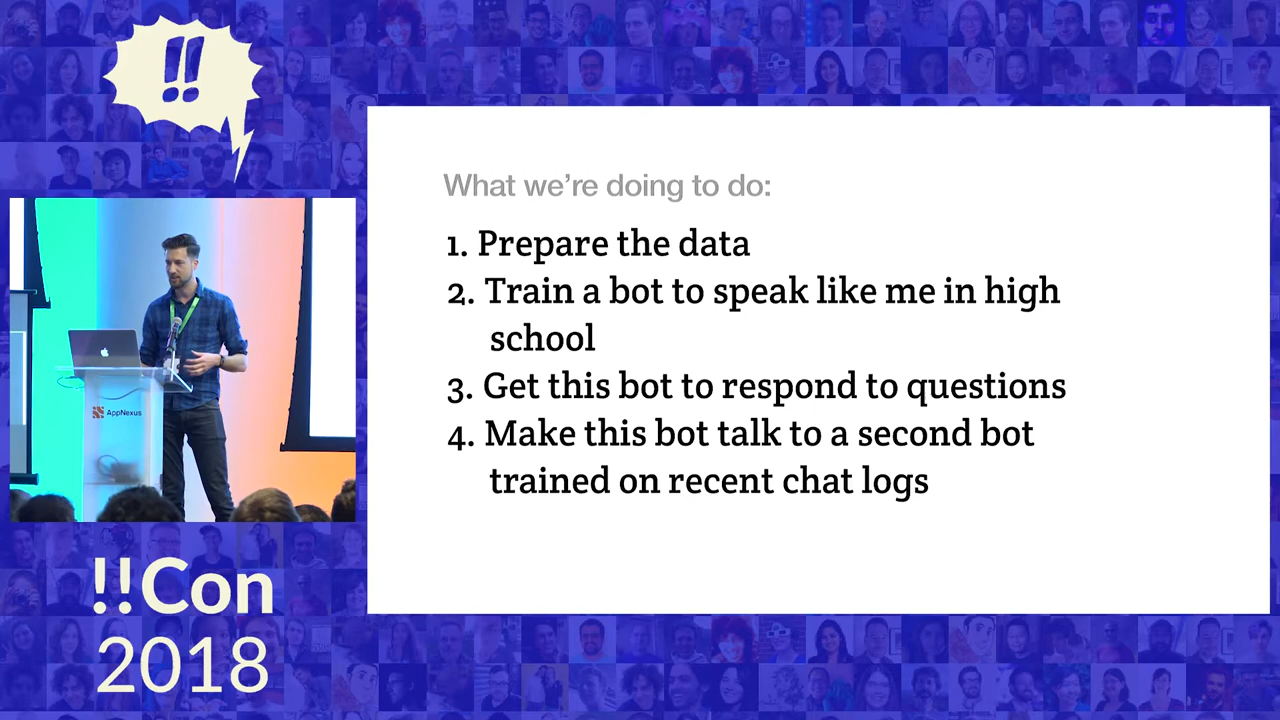 !!
What we're doing to do:
1. Prepare the data
2. Train a bot to speak like me in high
school
3. Get this bot to respond to questions
4. Make this bot talk to a second bot
trained on recent chat logs
AppNexus
!!Con
2018